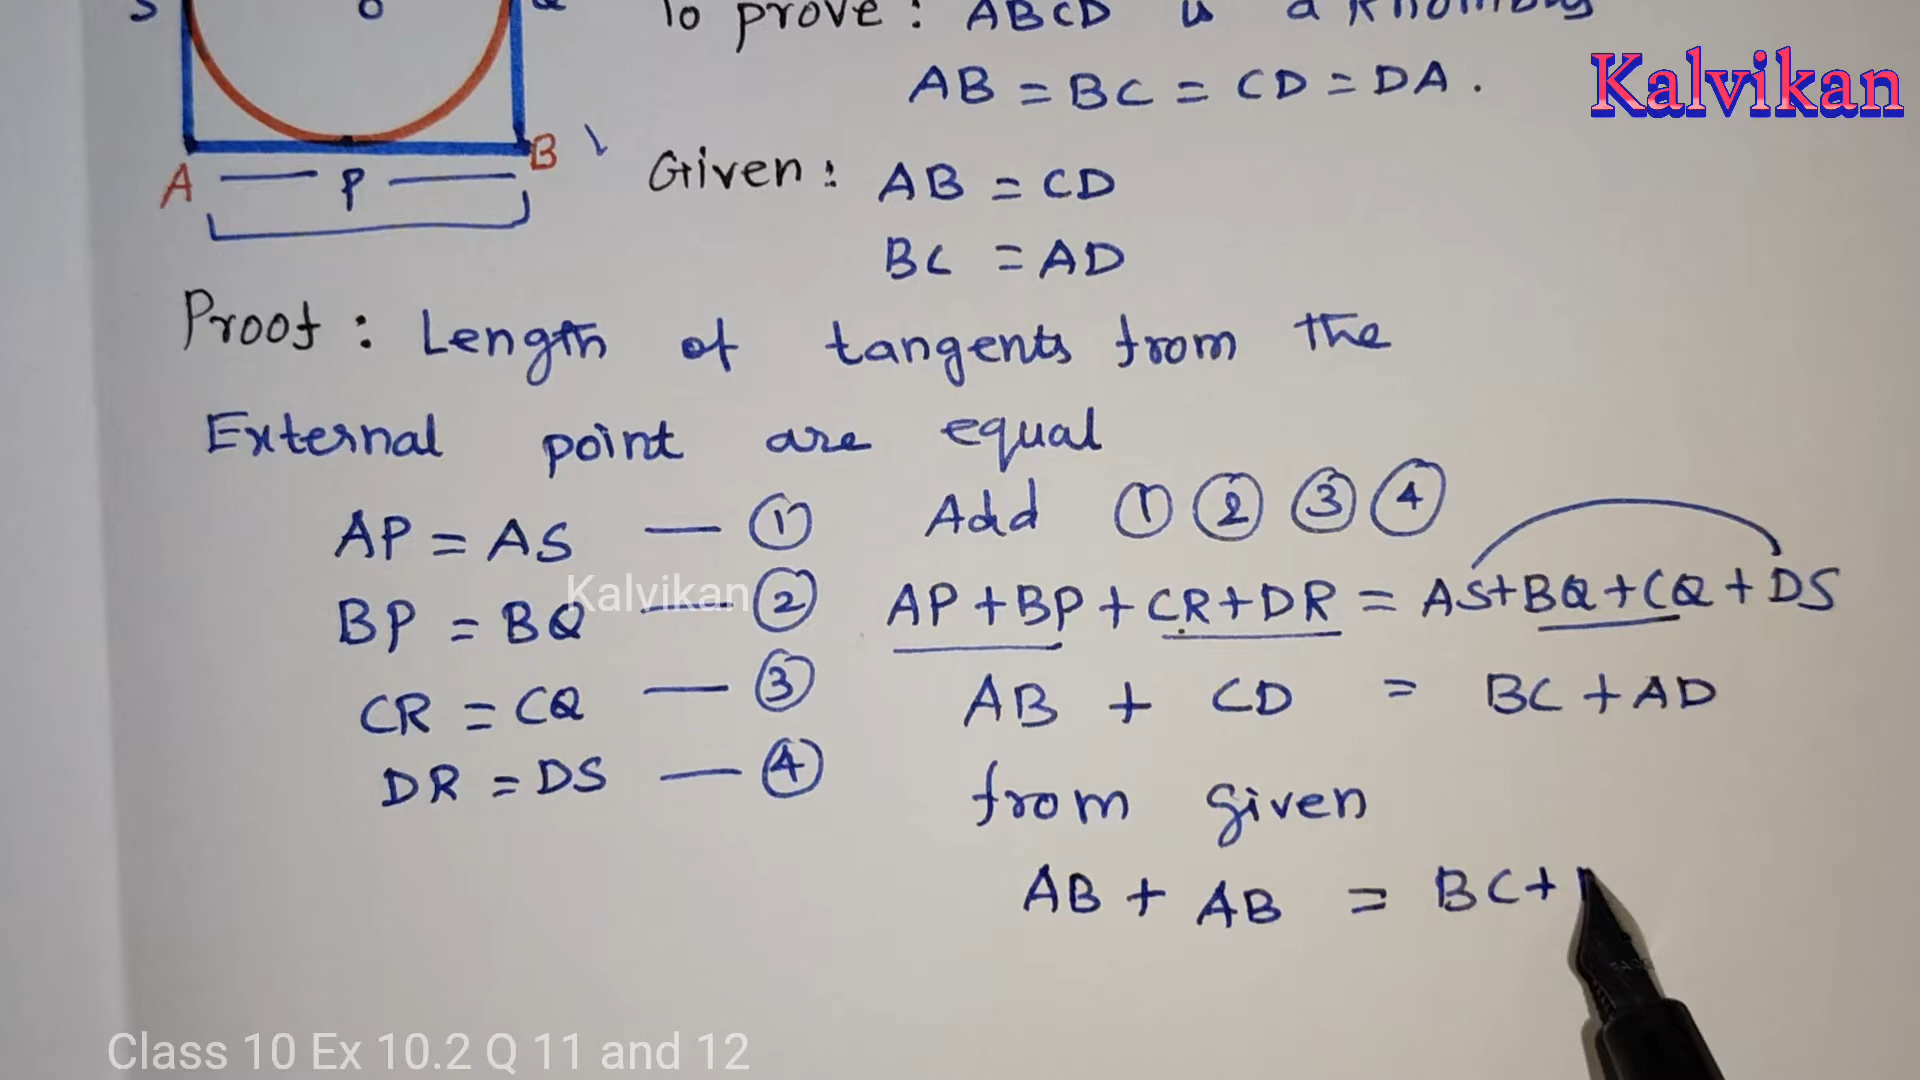 S O Q
To prove : ABCD is a Rhombus
Kalvikan
AB = BC = CD = DA .
A P B
Given : AB = CD
BC = AD
Proof : Length of tangents from the
External point are equal
AP = AS — ①
Add ① ② ③ ④
BP = BQ — ②
Kalvikan
AP + BP + CR + DR = AS + BQ + CQ + DS
CR = CQ — ③
AB + CD = BC + AD
DR = DS — ④
from given
AB + AB = BC +
Class 10 Ex 10.2 Q 11 and 12